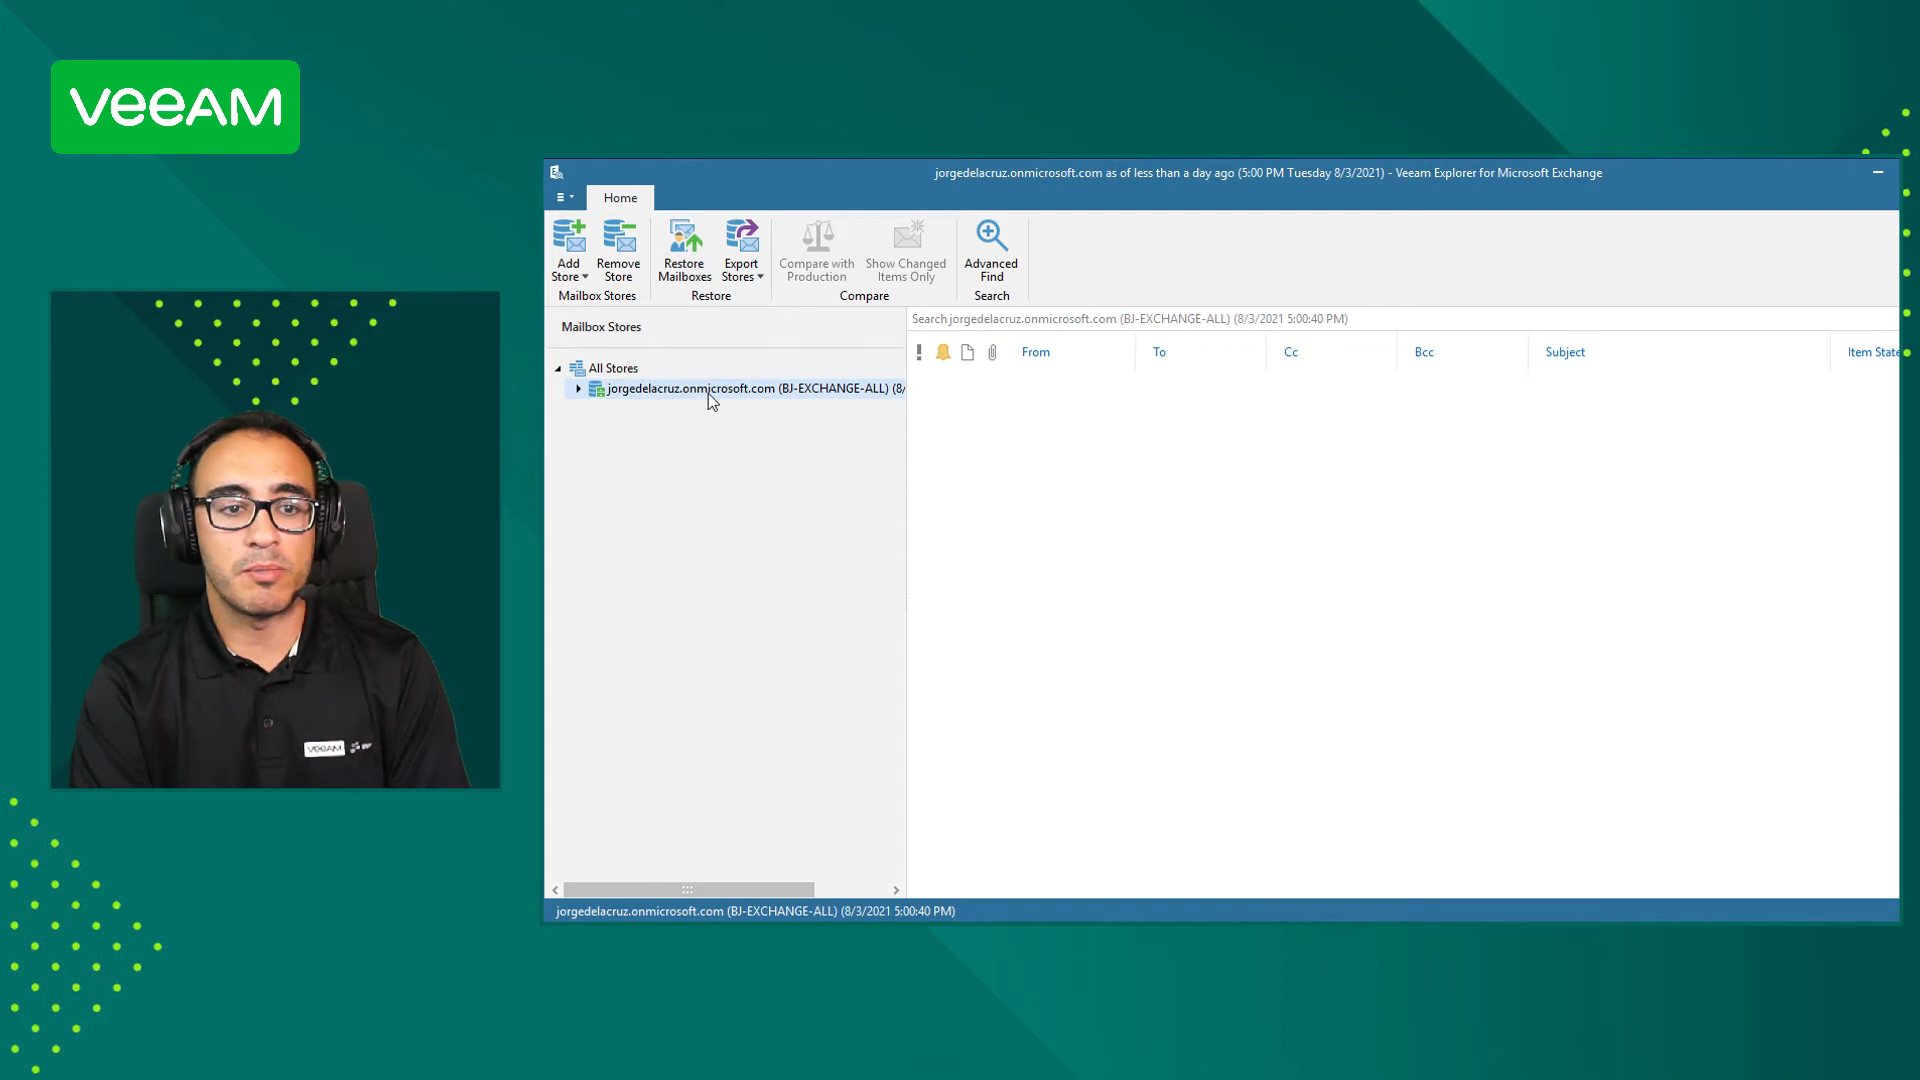 veeAM
jorgedelacruz.onmicrosoft.com as of less than a day ago (5:00 PM Tuesday 8/3/2021) - Veeam Explorer for Microsoft Exchange
Home
Add Store
Remove Store
Restore Mailboxes
Export Stores
Compare with Production
Show Changed Items Only
Advanced Find
Mailbox Stores
Restore
Compare
Search
Mailbox Stores
Search jorgedelacruz.onmicrosoft.com (BJ-EXCHANGE-ALL) (8/3/2021 5:00:40 PM)
From To Cc Bcc Subject Item State
All Stores
jorgedelacruz.onmicrosoft.com (BJ-EXCHANGE-ALL) (8/
veeAM
jorgedelacruz.onmicrosoft.com (BJ-EXCHANGE-ALL) (8/3/2021 5:00:40 PM)